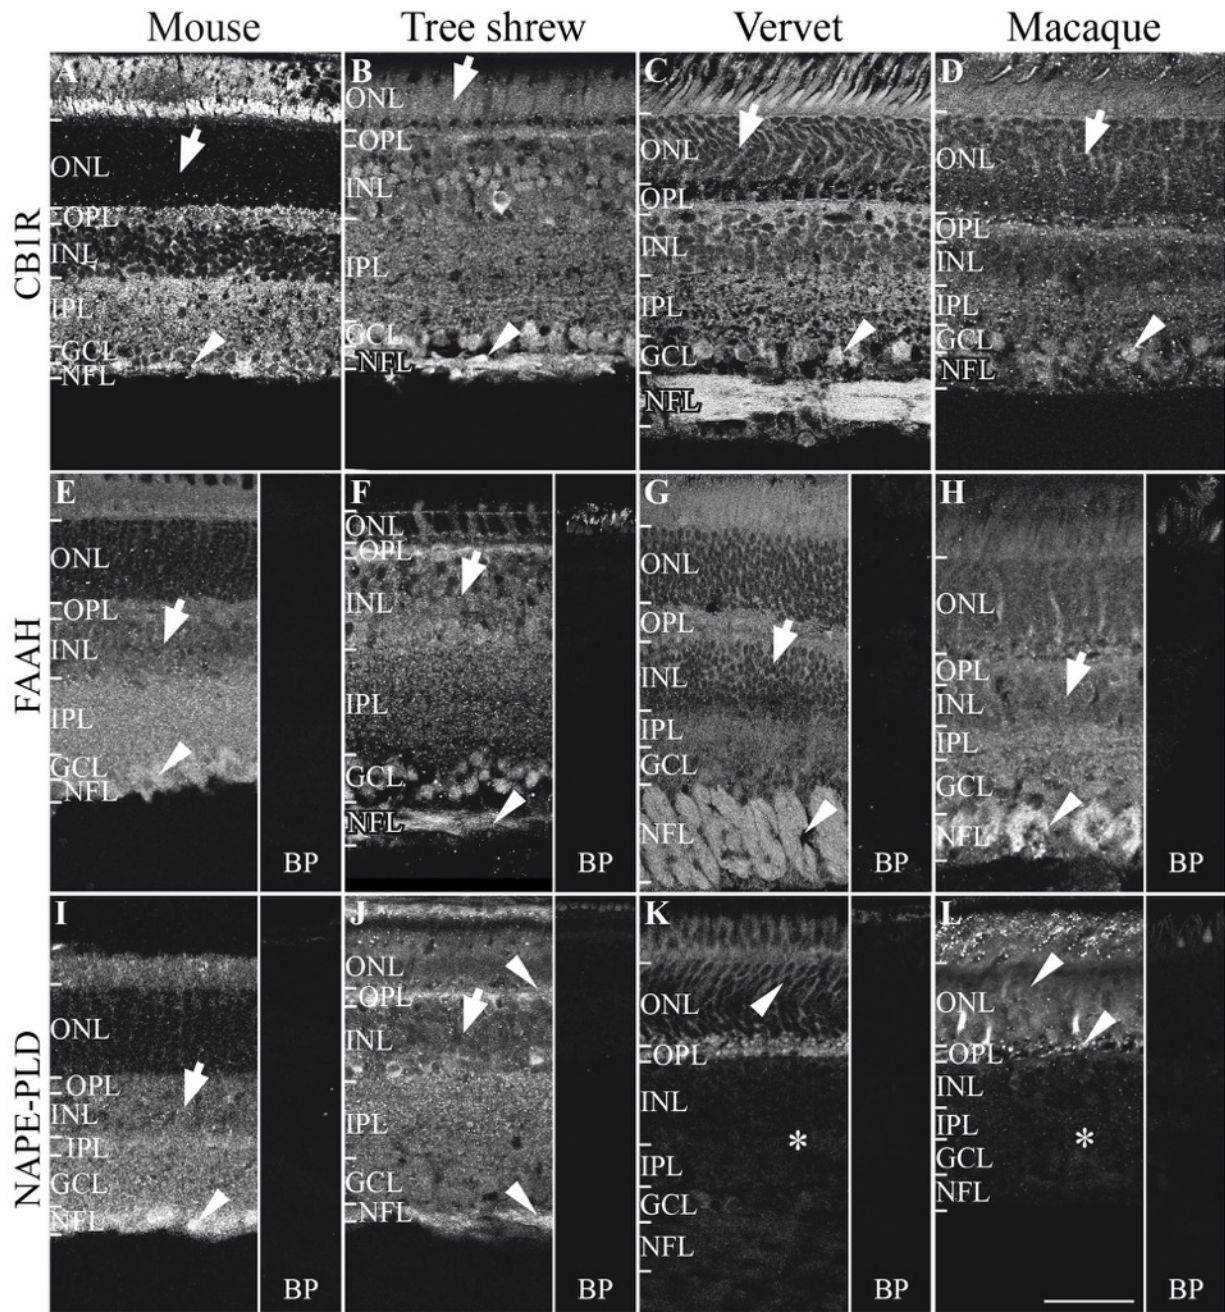 Mouse
Tree shrew
Vervet
Macaque
CB1R
A
ONL
OPL
INL
IPL
GCL
NFL
B
ONL
OPL
INL
IPL
GCL
NFL
C
ONL
OPL
INL
IPL
GCL
NFL
D
ONL
OPL
INL
IPL
GCL
NFL
FAAH
E
ONL
OPL
INL
IPL
GCL
NFL
BP
F
ONL
OPL
INL
IPL
GCL
NFL
BP
G
ONL
OPL
INL
IPL
GCL
NFL
BP
H
ONL
OPL
INL
IPL
GCL
NFL
BP
NAPE-PLD
I
ONL
OPL
INL
IPL
GCL
NFL
BP
J
ONL
OPL
INL
IPL
GCL
NFL
BP
K
ONL
OPL
INL
IPL
GCL
NFL
*
BP
L
ONL
OPL
INL
IPL
GCL
NFL
*
BP